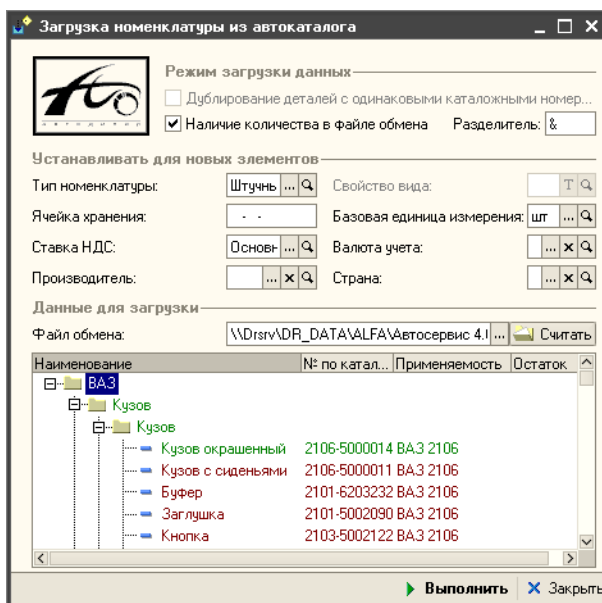 Загрузка номенклатуры из автокаталога
Режим загрузки данных
Дублирование деталей с одинаковыми каталожными номер...
Наличие количества в файле обмена Разделитель: &
автодилер
Устанавливать для новых элементов
Тип номенклатуры: Штучнь ... Свойство вида: T
Ячейка хранения: - - Базовая единица измерения: шт ...
Ставка НДС: Основн ... Валюта учета: ... x
Производитель: ... x Страна: ... x
Данные для загрузки
Файл обмена: \\Drsrv\DR_DATA\ALFA\Автосервис 4.! ... Считать
Наименование № по катал... Применяемость Остаток
ВАЗ
Кузов
Кузов
Кузов окрашенный 2106-5000014 ВАЗ 2106
Кузов с сиденьями 2106-5000011 ВАЗ 2106
Буфер 2101-6203232 ВАЗ 2106
Заглушка 2101-5002090 ВАЗ 2106
Кнопка 2103-5002122 ВАЗ 2106
Выполнить Закрыть